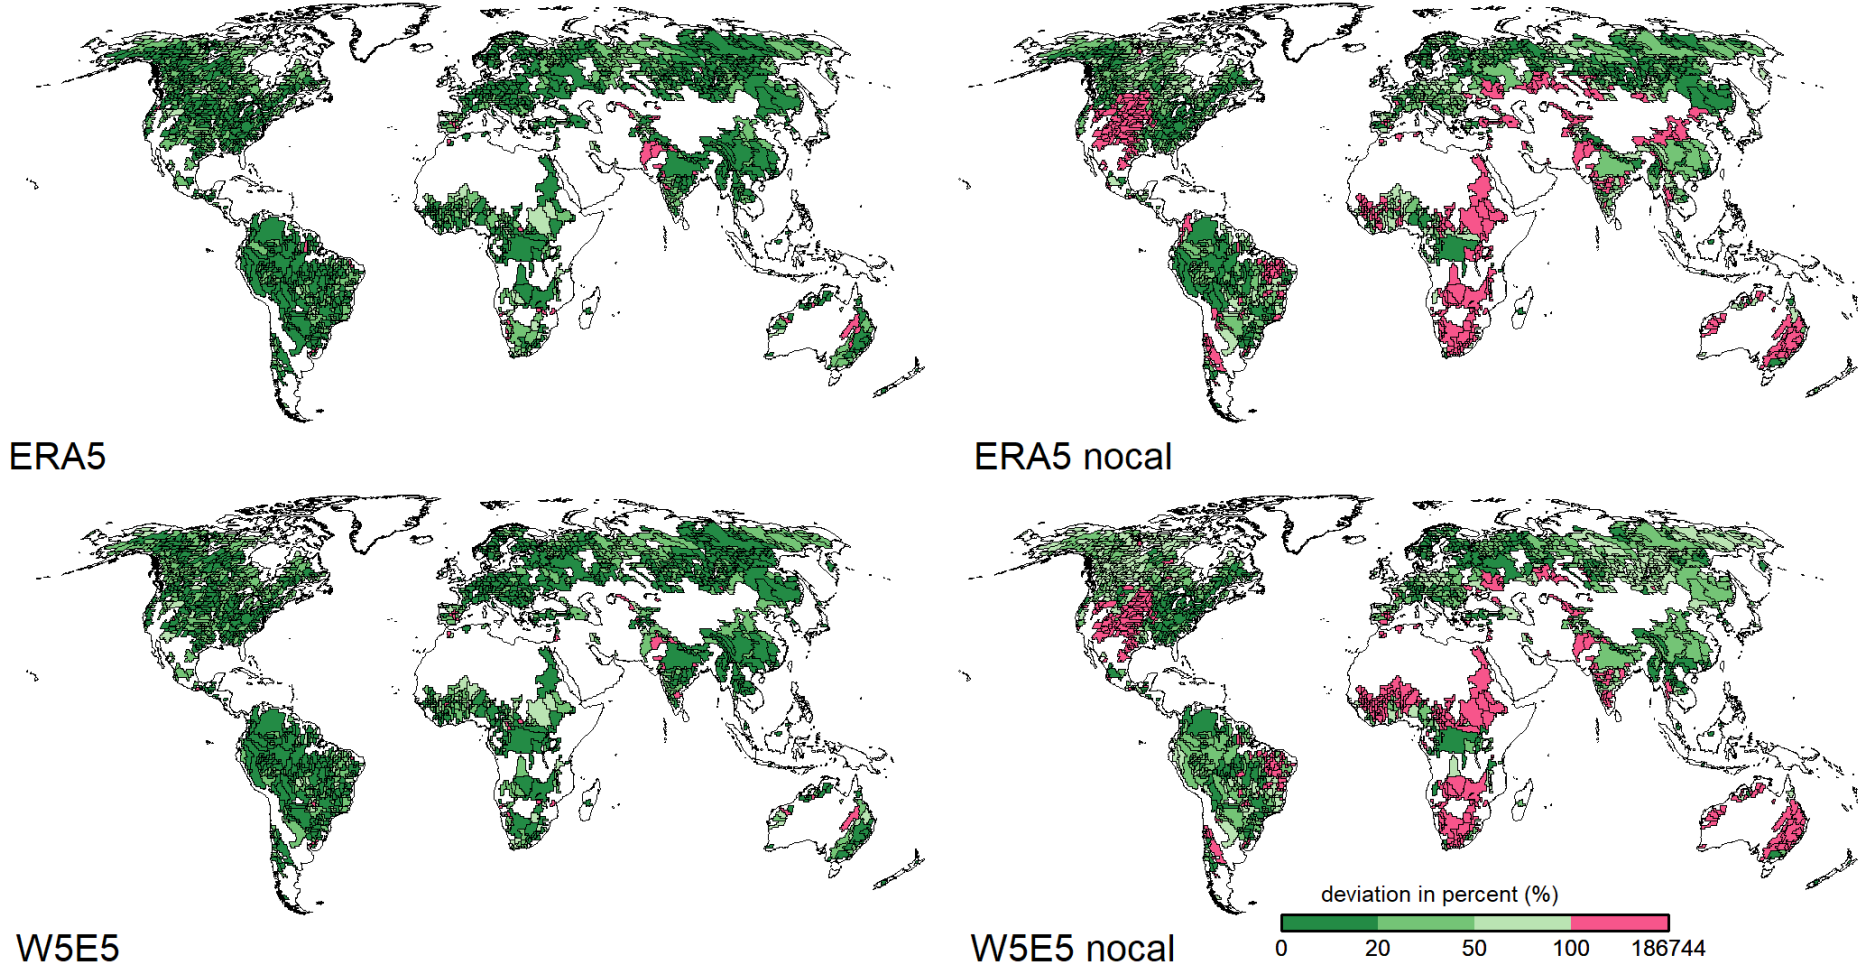 ERA5
ERA5 nocal
W5E5
W5E5 nocal
deviation in percent (%)
0 20 50 100 186744